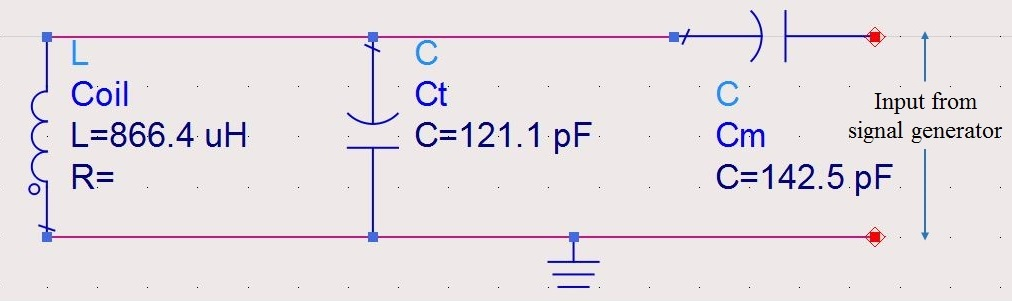 L
Coil
L=866.4 uH
R=
C
Ct
C=121.1 pF
C
Cm
C=142.5 pF
Input from
signal generator